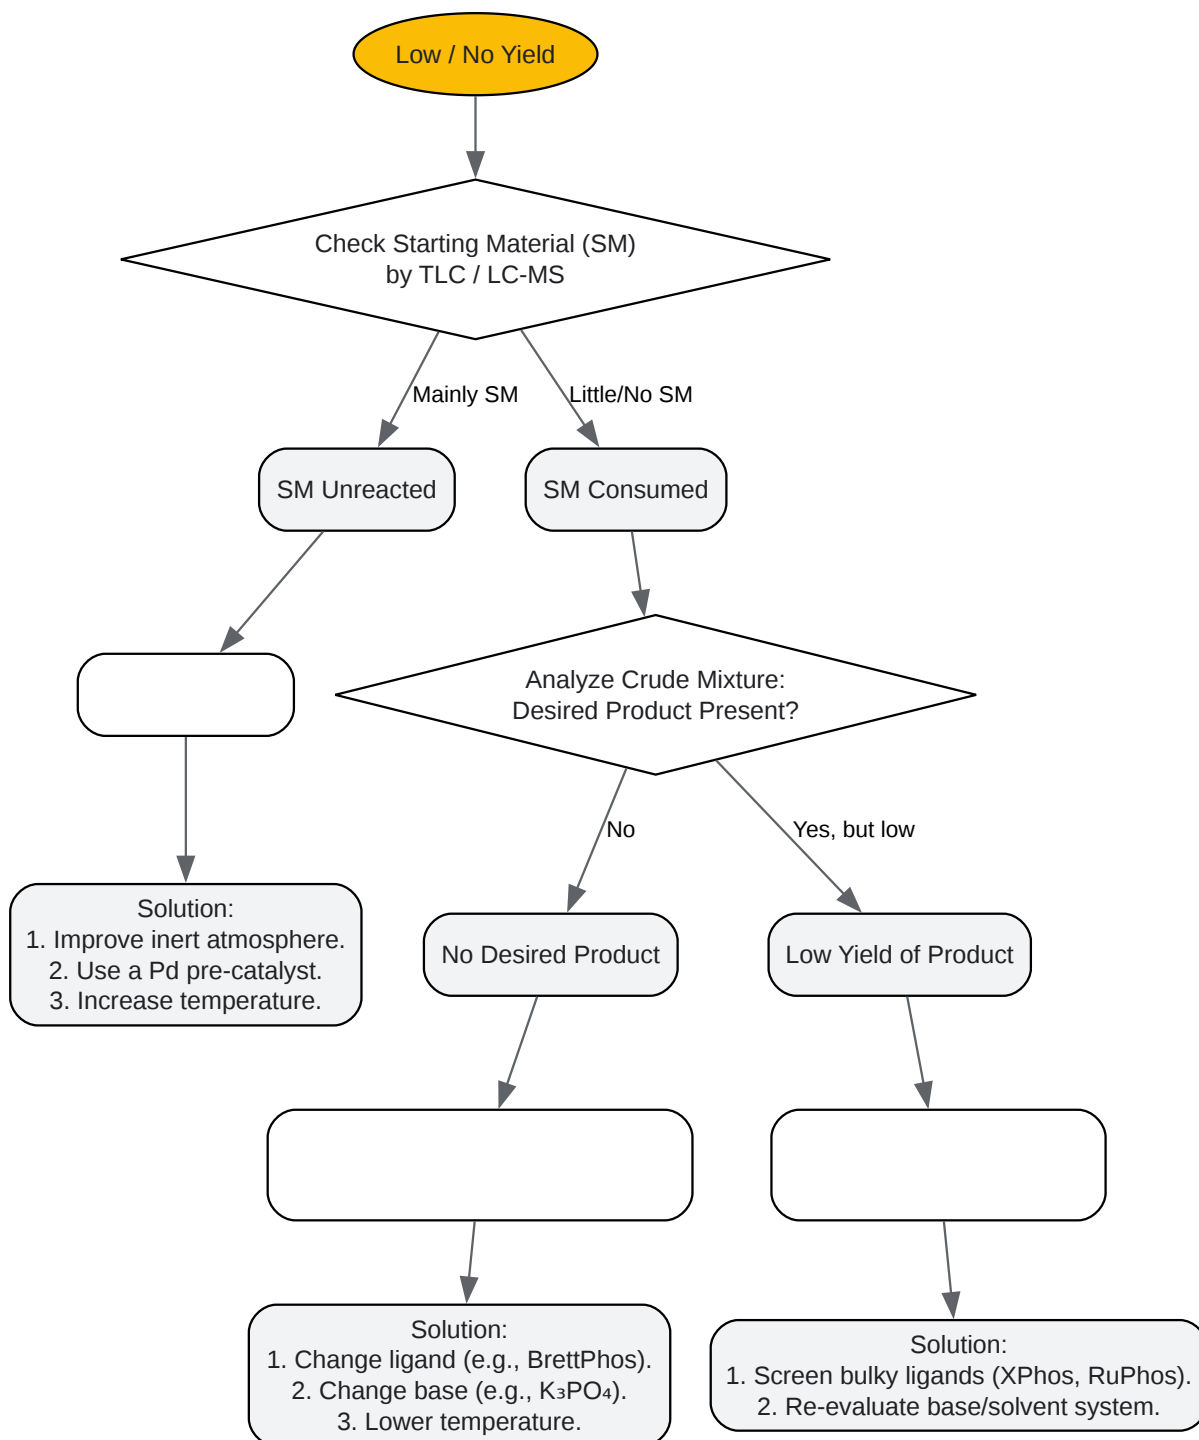 Low / No Yield
Check Starting Material (SM)
by TLC / LC-MS
Mainly SM
Little/No SM
SM Unreacted
SM Consumed
Analyze Crude Mixture:
Desired Product Present?
No
Yes, but low
Solution:
1. Improve inert atmosphere.
2. Use a Pd pre-catalyst.
3. Increase temperature.
No Desired Product
Low Yield of Product
Solution:
1. Change ligand (e.g., BrettPhos).
2. Change base (e.g., K₃PO₄).
3. Lower temperature.
Solution:
1. Screen bulky ligands (XPhos, RuPhos).
2. Re-evaluate base/solvent system.